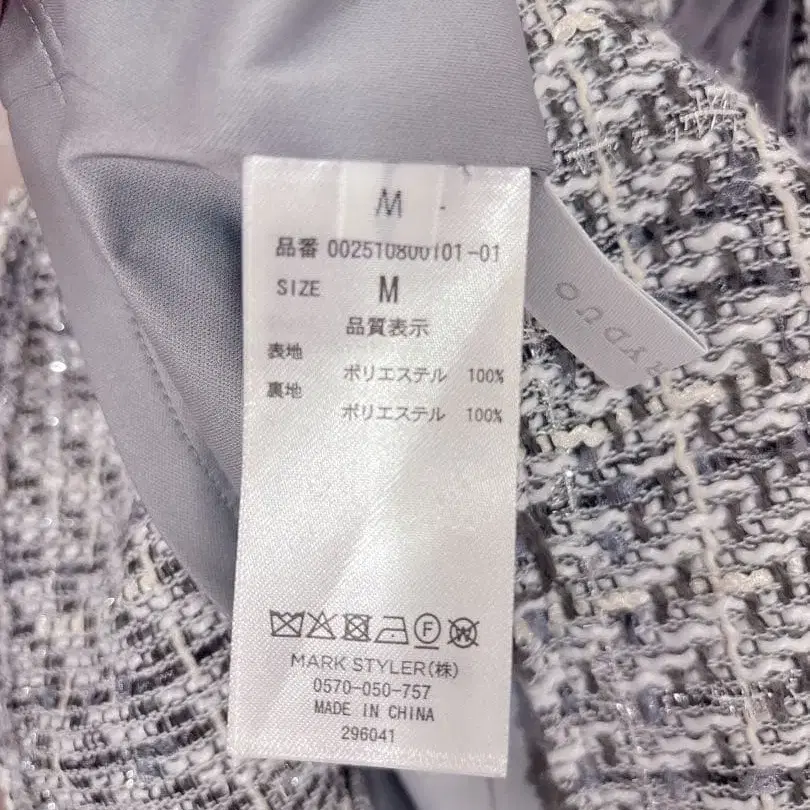 M
品番 002510800101-01
SIZE M
品質表示
表地
ポリエステル 100%
裏地
ポリエステル 100%
F
W
MARK STYLER(株)
0570-050-757
MADE IN CHINA
296041
RYDUO